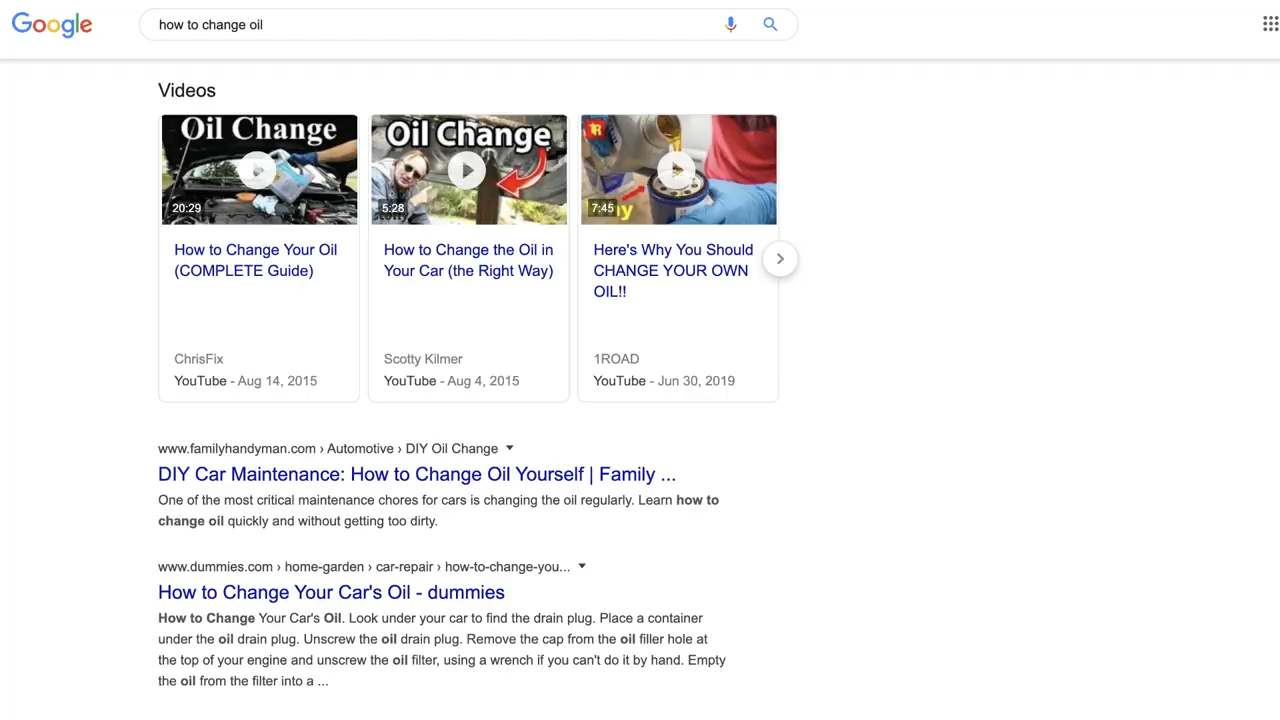 Google
how to change oil
Videos
Oil Change
20:29
Oil Change
5:28
7:45
How to Change Your Oil
(COMPLETE Guide)
How to Change the Oil in
Your Car (the Right Way)
Here's Why You Should
CHANGE YOUR OWN
OIL!!
ChrisFix
YouTube - Aug 14, 2015
Scotty Kilmer
YouTube - Aug 4, 2015
1ROAD
YouTube - Jun 30, 2019
www.familyhandyman.com › Automotive › DIY Oil Change
DIY Car Maintenance: How to Change Oil Yourself | Family ...
One of the most critical maintenance chores for cars is changing the oil regularly. Learn how to
change oil quickly and without getting too dirty.
www.dummies.com › home-garden › car-repair › how-to-change-you...
How to Change Your Car's Oil - dummies
How to Change Your Car's Oil. Look under your car to find the drain plug. Place a container
under the oil drain plug. Unscrew the oil drain plug. Remove the cap from the oil filler hole at
the top of your engine and unscrew the oil filter, using a wrench if you can't do it by hand. Empty
the oil from the filter into a ...